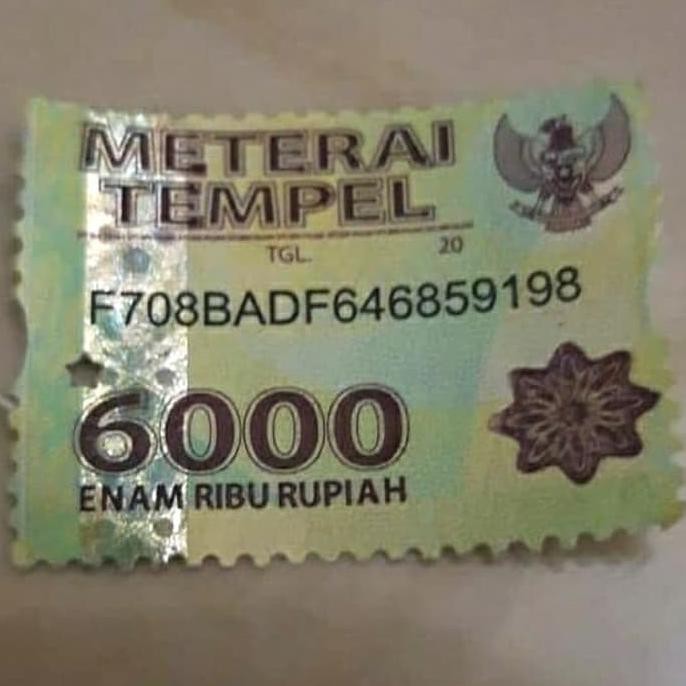 METERAI
TEMPEL
TGL. 20
F708BADF646859198
6000
ENAM RIBU RUPIAH